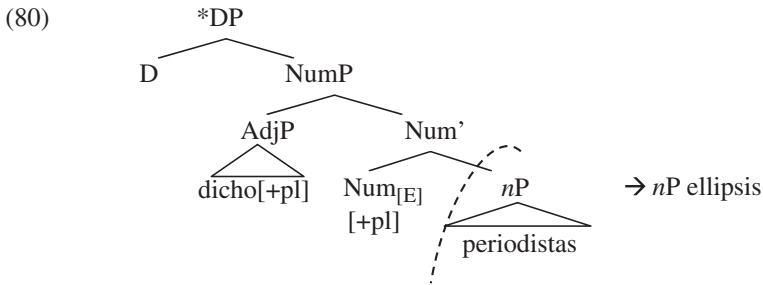 (80) *DP
D NumP
AdjP Num’
dicho[+pl] Num[E] nP → nP ellipsis
[+pl]
periodistas